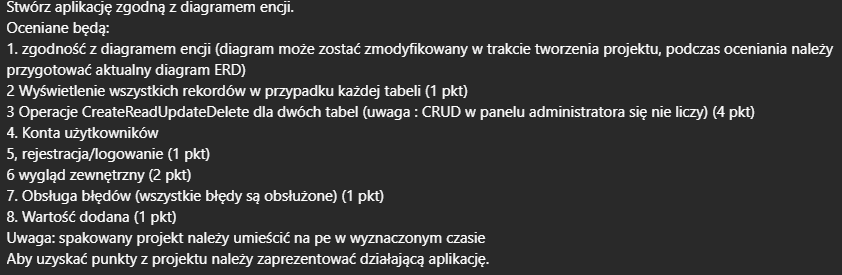 Stwórz aplikację zgodną z diagramem encji.
Oceniane będą:
1. zgodność z diagramem encji (diagram może zostać zmodyfikowany w trakcie tworzenia projektu, podczas oceniania należy
przygotować aktualny diagram ERD)
2 Wyświetlenie wszystkich rekordów w przypadku każdej tabeli (1 pkt)
3 Operacje CreateReadUpdateDelete dla dwóch tabel (uwaga : CRUD w panelu administratora się nie liczy) (4 pkt)
4. Konta użytkowników
5, rejestracja/logowanie (1 pkt)
6 wygląd zewnętrzny (2 pkt)
7. Obsługa błędów (wszystkie błędy są obsłużone) (1 pkt)
8. Wartość dodana (1 pkt)
Uwaga: spakowany projekt należy umieścić na pe w wyznaczonym czasie
Aby uzyskać punkty z projektu należy zaprezentować działającą aplikację.